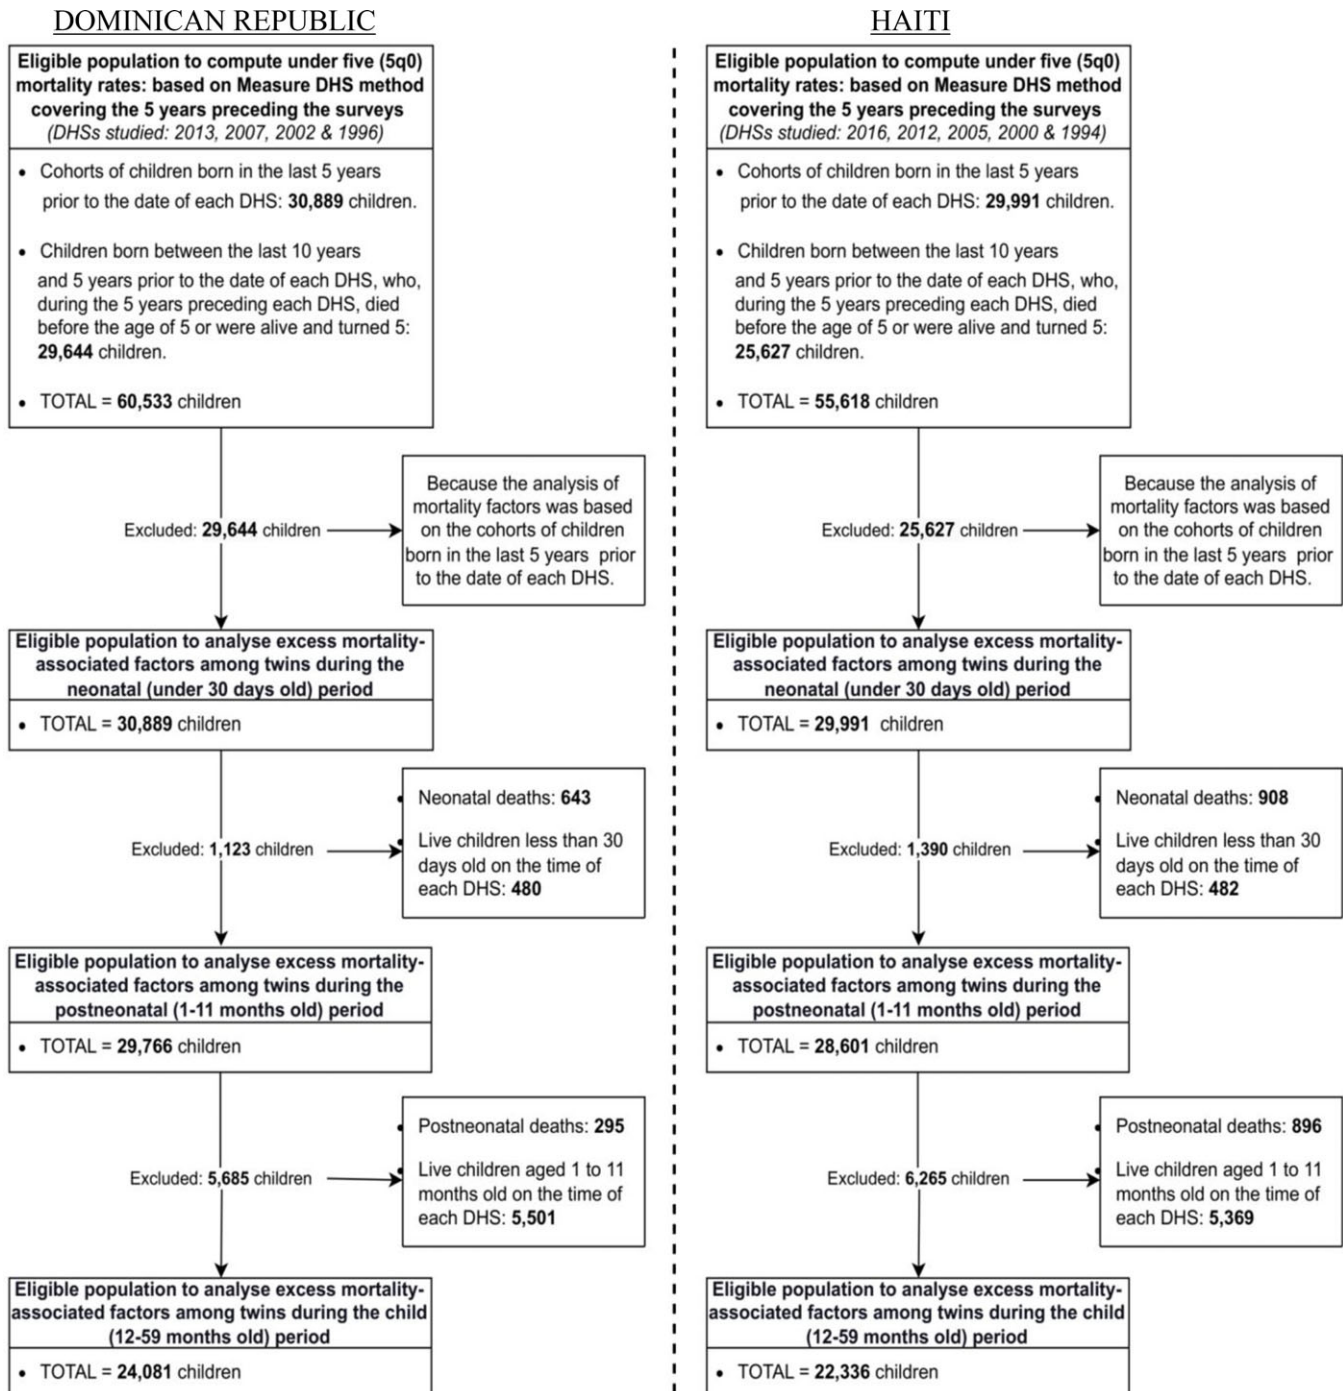 DOMINICAN REPUBLIC
Eligible population to compute under five (5q0)
mortality rates: based on Measure DHS method
covering the 5 years preceding the surveys
(DHSs studied: 2013, 2007, 2002 & 1996)
• Cohorts of children born in the last 5 years
prior to the date of each DHS: 30,889 children.
• Children born between the last 10 years
and 5 years prior to the date of each DHS, who,
during the 5 years preceding each DHS, died
before the age of 5 or were alive and turned 5:
29,644 children.
• TOTAL = 60,533 children
Excluded: 29,644 children
Because the analysis of
mortality factors was based
on the cohorts of children
born in the last 5 years prior
to the date of each DHS.
Eligible population to analyse excess mortality-
associated factors among twins during the
neonatal (under 30 days old) period
• TOTAL = 30,889 children
Excluded: 1,123 children
• Neonatal deaths: 643
• Live children less than 30
days old on the time of
each DHS: 480
Eligible population to analyse excess mortality-
associated factors among twins during the
postneonatal (1-11 months old) period
• TOTAL = 29,766 children
Excluded: 5,685 children
• Postneonatal deaths: 295
• Live children aged 1 to 11
months old on the time of
each DHS: 5,501
Eligible population to analyse excess mortality-
associated factors among twins during the child
(12-59 months old) period
• TOTAL = 24,081 children
HAITI
Eligible population to compute under five (5q0)
mortality rates: based on Measure DHS method
covering the 5 years preceding the surveys
(DHSs studied: 2016, 2012, 2005, 2000 & 1994)
• Cohorts of children born in the last 5 years
prior to the date of each DHS: 29,991 children.
• Children born between the last 10 years
and 5 years prior to the date of each DHS, who,
during the 5 years preceding each DHS, died
before the age of 5 or were alive and turned 5:
25,627 children.
• TOTAL = 55,618 children
Excluded: 25,627 children
Because the analysis of
mortality factors was based
on the cohorts of children
born in the last 5 years prior
to the date of each DHS.
Eligible population to analyse excess mortality-
associated factors among twins during the
neonatal (under 30 days old) period
• TOTAL = 29,991 children
Excluded: 1,390 children
• Neonatal deaths: 908
• Live children less than 30
days old on the time of
each DHS: 482
Eligible population to analyse excess mortality-
associated factors among twins during the
postneonatal (1-11 months old) period
• TOTAL = 28,601 children
Excluded: 6,265 children
• Postneonatal deaths: 896
• Live children aged 1 to 11
months old on the time of
each DHS: 5,369
Eligible population to analyse excess mortality-
associated factors among twins during the child
(12-59 months old) period
• TOTAL = 22,336 children